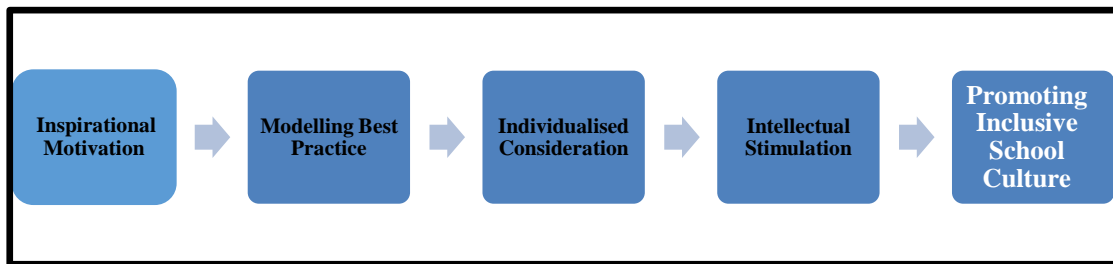 Inspirational
Motivation
Modelling Best
Practice
Individualised
Consideration
Intellectual
Stimulation
Promoting
Inclusive
School
Culture